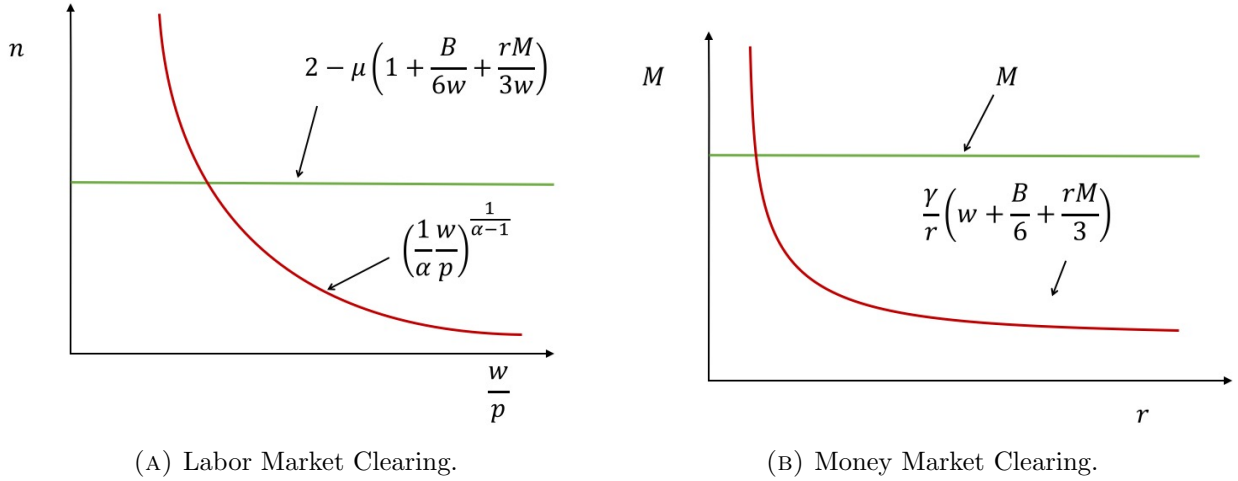 n
2 − μ(1 + B/6w + rM/3w)
(1/α w/p)^(1/(α−1))
w/p
(A) Labor Market Clearing.
M
M
γ/r(w + B/6 + rM/3)
r
(B) Money Market Clearing.